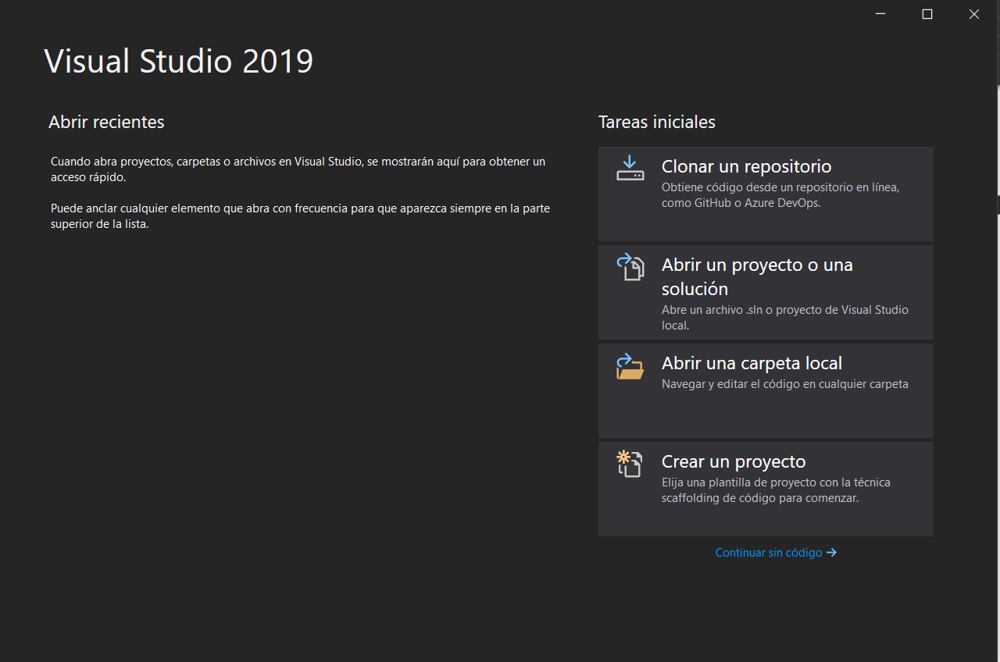 Visual Studio 2019
Abrir recientes
Cuando abra proyectos, carpetas o archivos en Visual Studio, se mostrarán aquí para obtener un
acceso rápido.
Puede anclar cualquier elemento que abra con frecuencia para que aparezca siempre en la parte
superior de la lista.
Tareas iniciales
Clonar un repositorio
Obtiene código desde un repositorio en línea,
como GitHub o Azure DevOps.
Abrir un proyecto o una
solución
Abre un archivo .sln o proyecto de Visual Studio
local.
Abrir una carpeta local
Navegar y editar el código en cualquier carpeta
Crear un proyecto
Elija una plantilla de proyecto con la técnica
scaffolding de código para comenzar.
Continuar sin código →